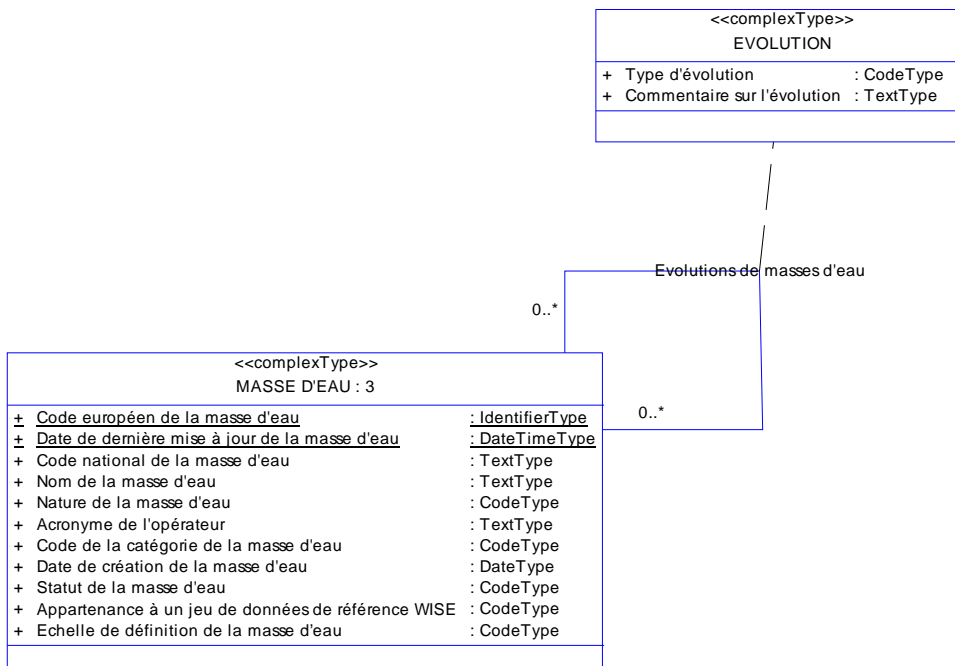 <<complexType>>
EVOLUTION
+ Type d'évolution : CodeType
+ Commentaire sur l'évolution : TextType
Evolutions de masses d'eau
0..*
<<complexType>>
MASSE D'EAU : 3
0..*
+ Code européen de la masse d'eau : IdentifierType
+ Date de dernière mise à jour de la masse d'eau : DateTimeType
+ Code national de la masse d'eau : TextType
+ Nom de la masse d'eau : TextType
+ Nature de la masse d'eau : CodeType
+ Acronyme de l'opérateur : TextType
+ Code de la catégorie de la masse d'eau : CodeType
+ Date de création de la masse d'eau : DateType
+ Statut de la masse d'eau : CodeType
+ Appartenance à un jeu de données de référence WISE : CodeType
+ Echelle de définition de la masse d'eau : CodeType